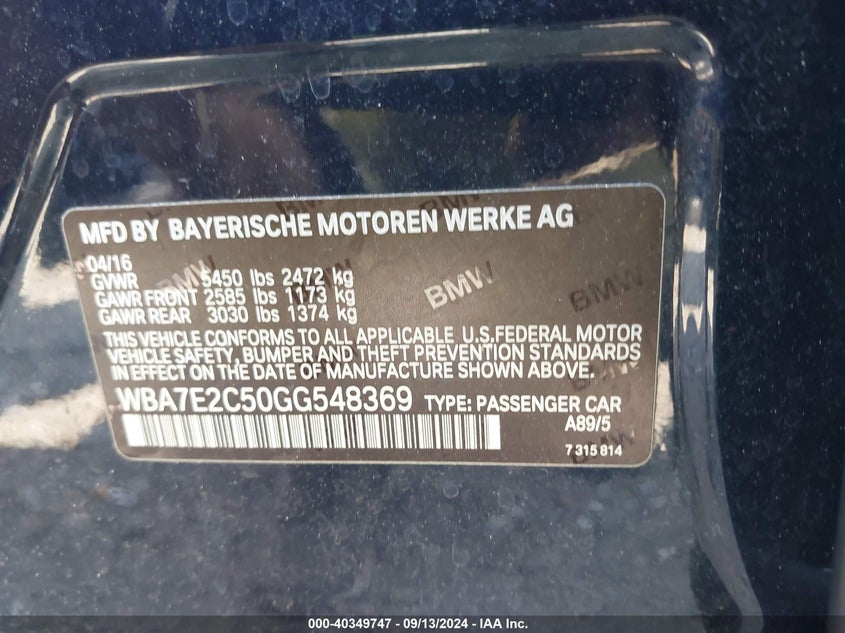 MFD BY BAYERISCHE MOTOREN WERKE AG
04/16
GVWR 5450 lbs 2472 kg
GAWR FRONT 2585 lbs 1173 kg
GAWR REAR 3030 lbs 1374 kg
THIS VEHICLE CONFORMS TO ALL APPLICABLE U.S.FEDERAL MOTOR
VEHICLE SAFETY, BUMPER AND THEFT PREVENTION STANDARDS
IN EFFECT ON THE DATE OF MANUFACTURE SHOWN ABOVE.
WBA7E2C50GG548369 TYPE: PASSENGER CAR
A89/5
7 315 814
BMW
BMW
BMW
BMW
000-40349747 - 09/13/2024 - IAA Inc.